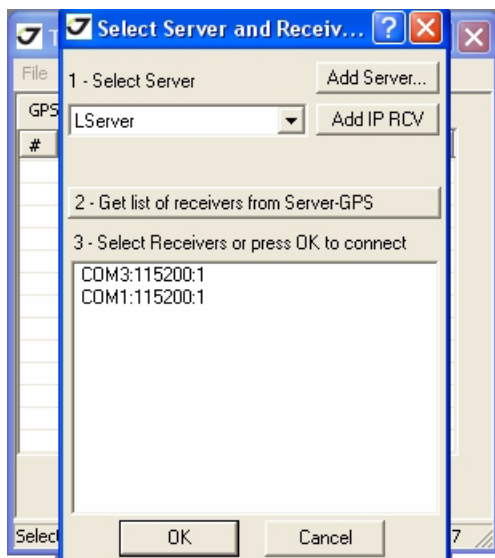 Select Server and Receiv...
File
1 - Select Server
Add Server...
GPS
LServer
Add IP RCV
#
2 - Get list of receivers from Server-GPS
3 - Select Receivers or press OK to connect
COM3:115200:1
COM1:115200:1
OK
Cancel
7